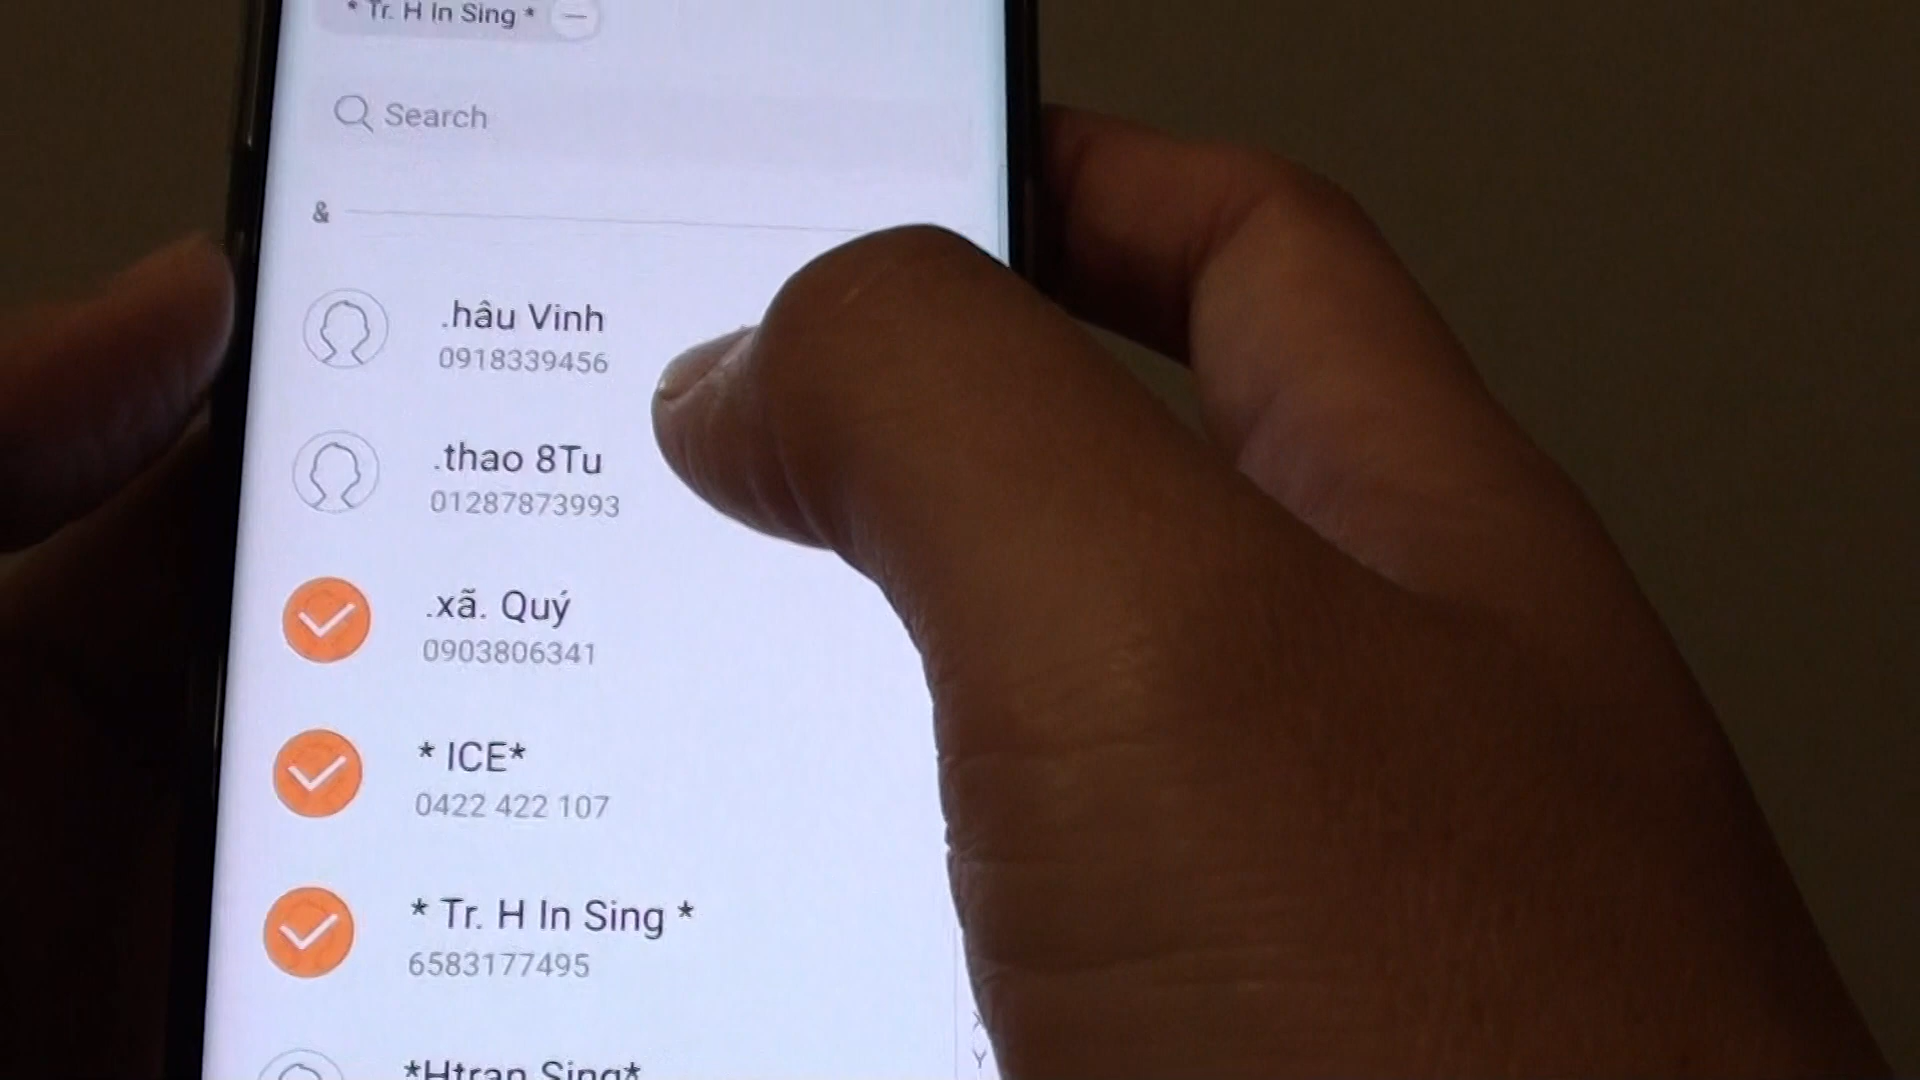 * Tr. H In Sing *
Search
&
.hâu Vinh
0918339456
.thao 8Tu
01287873993
.xã. Quý
0903806341
* ICE*
0422 422 107
* Tr. H In Sing *
6583177495
*Htran Sing*
X
Y